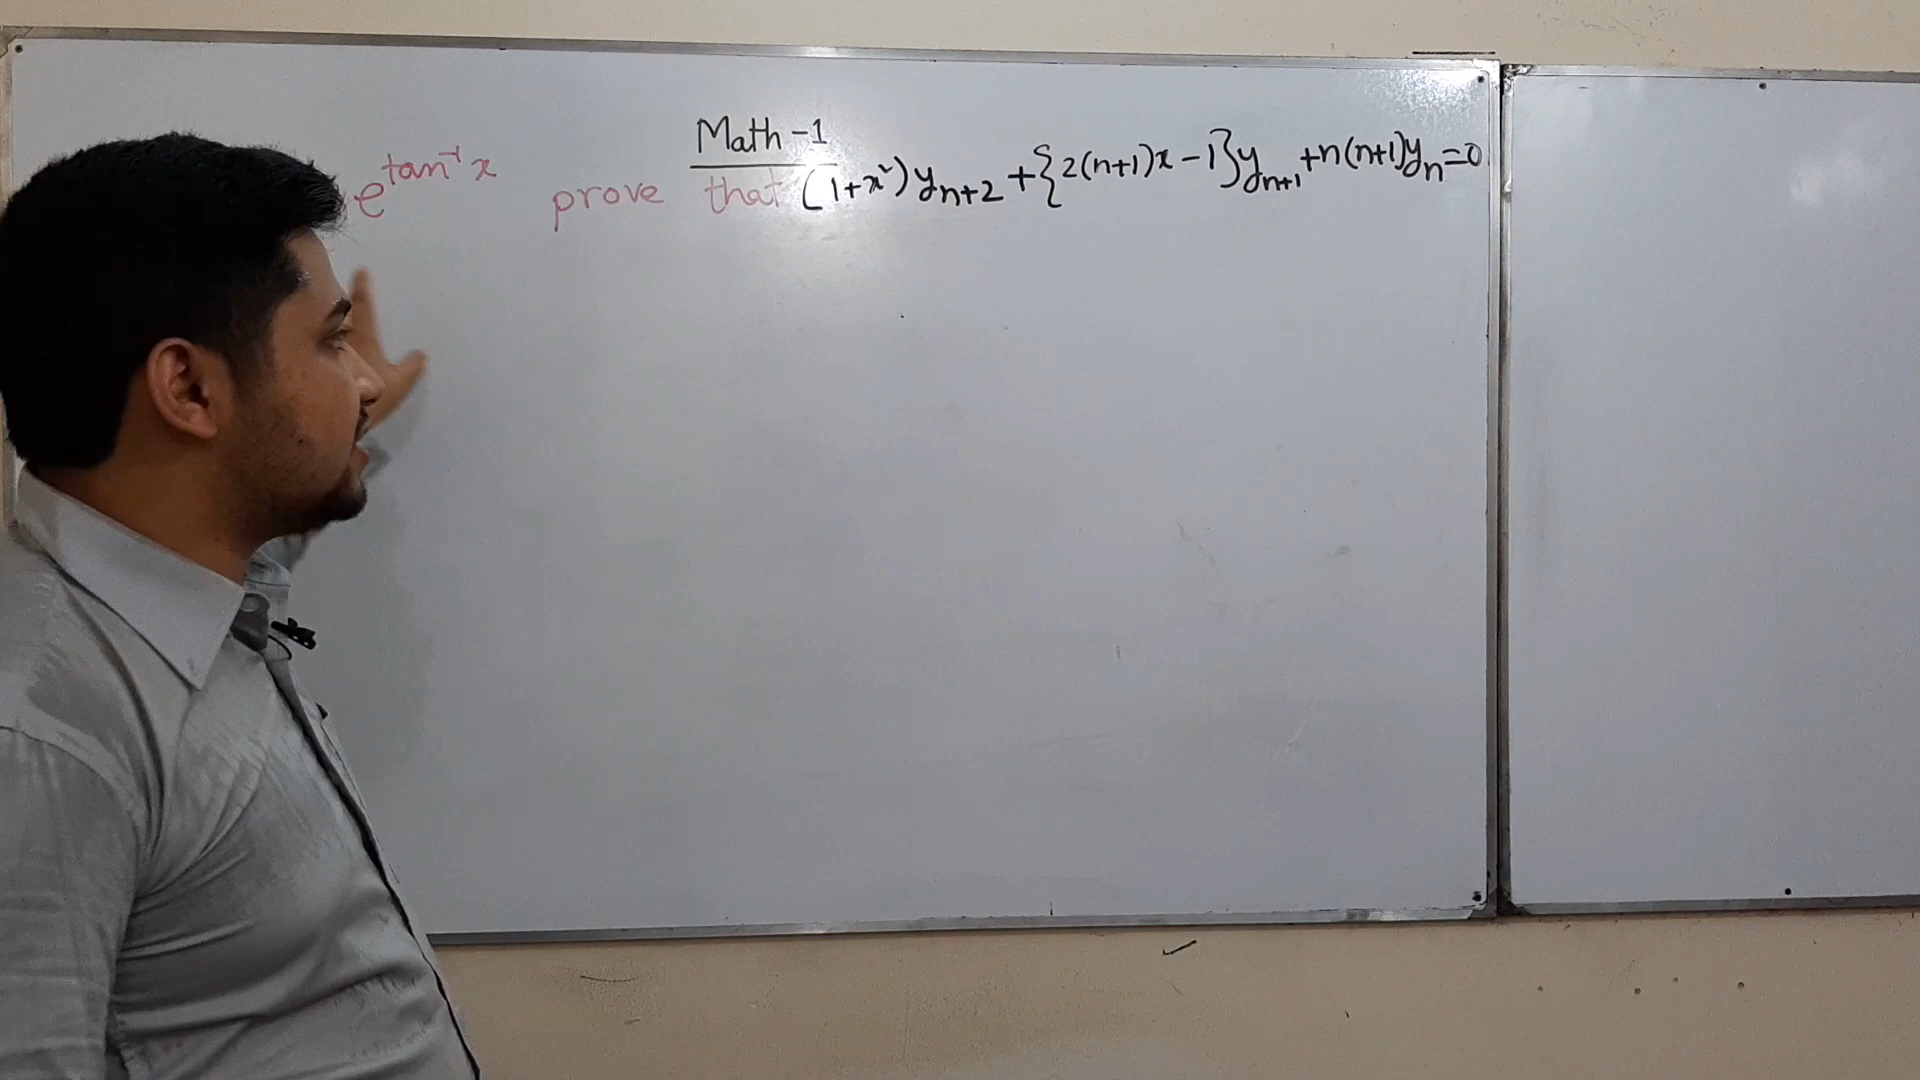 Math-1
e^{tan⁻¹x} prove that (1+x²)y_{n+2} + {2(n+1)x - 1}y_{n+1} + n(n+1)y_n = 0